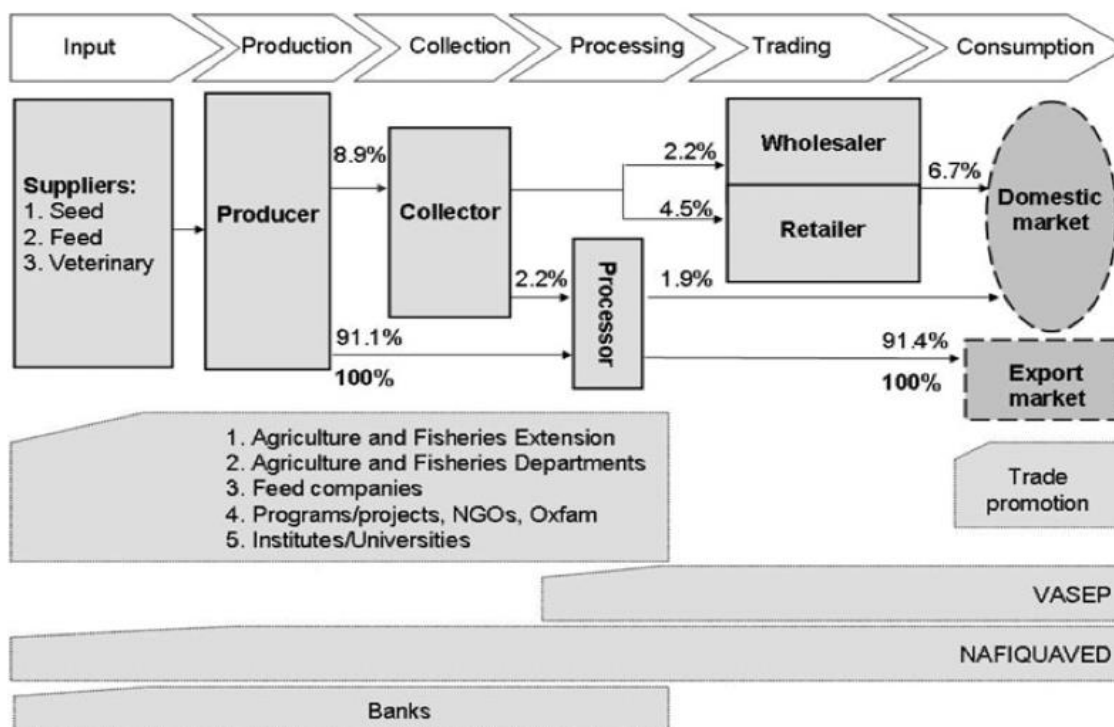 Input
Production
Collection
Processing
Trading
Consumption
Suppliers:
1. Seed
2. Feed
3. Veterinary
Producer
8.9%
Collector
2.2%
4.5%
Wholesaler
Retailer
6.7%
Domestic
market
2.2%
Processor
1.9%
91.1%
100%
91.4%
100%
Export
market
1. Agriculture and Fisheries Extension
2. Agriculture and Fisheries Departments
3. Feed companies
4. Programs/projects, NGOs, Oxfam
5. Institutes/Universities
Trade
promotion
VASEP
NAFIQUAVED
Banks